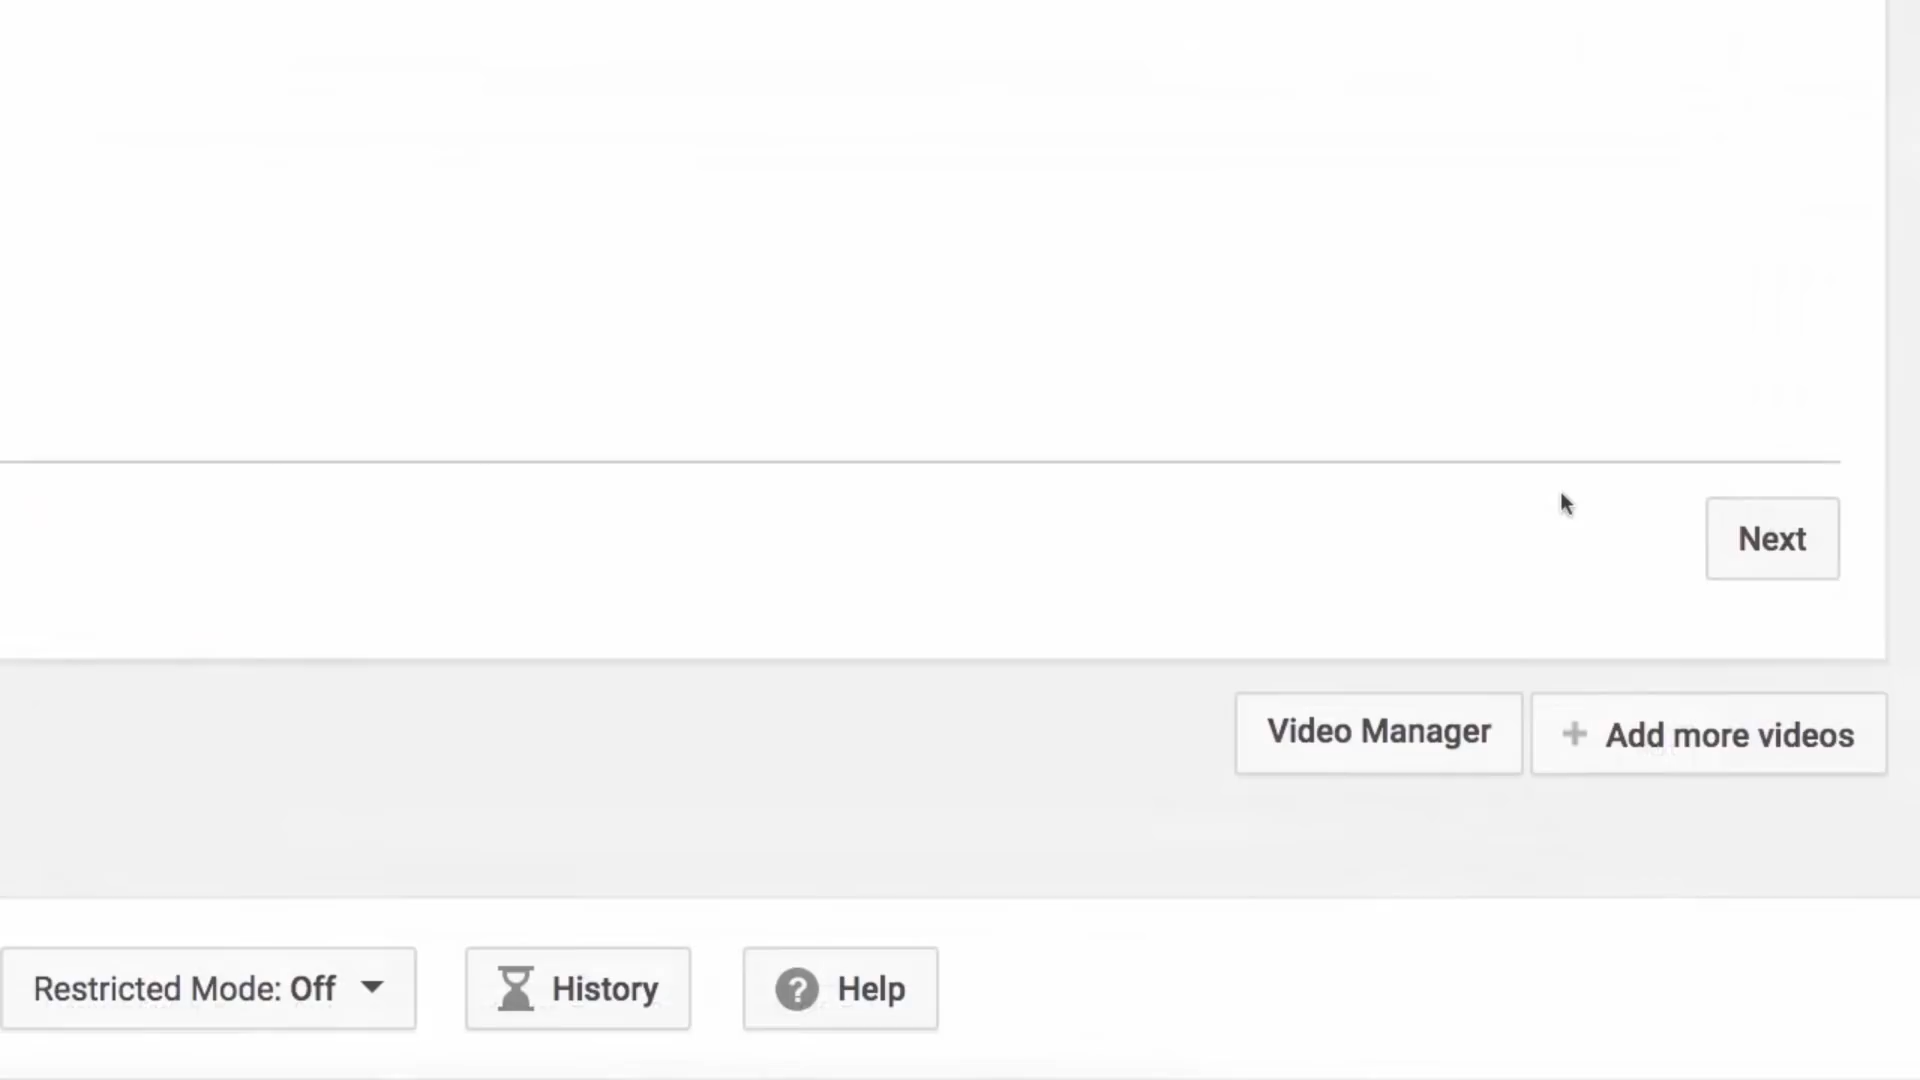 Next
Video Manager
+ Add more videos
Restricted Mode: Off
History
? Help